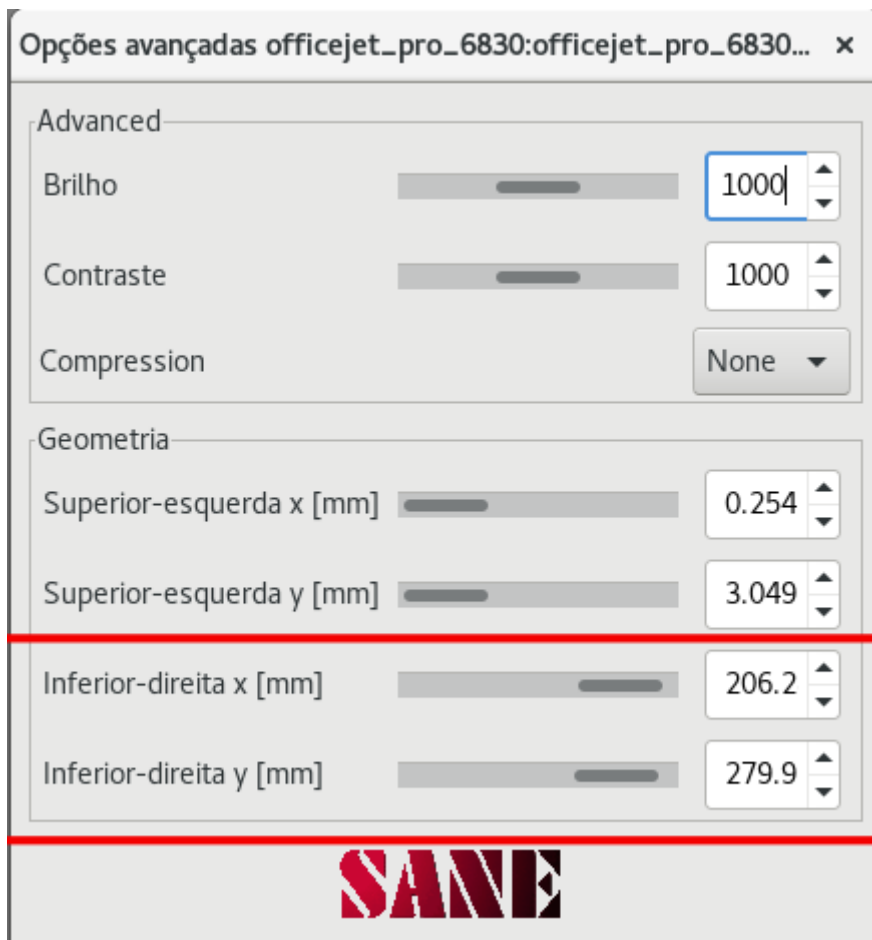 Opções avançadas officejet_pro_6830:officejet_pro_6830... ×
Advanced
Brilho 1000
Contraste 1000
Compression None
Geometria
Superior-esquerda x [mm] 0.254
Superior-esquerda y [mm] 3.049
Inferior-direita x [mm] 206.2
Inferior-direita y [mm] 279.9
SANE